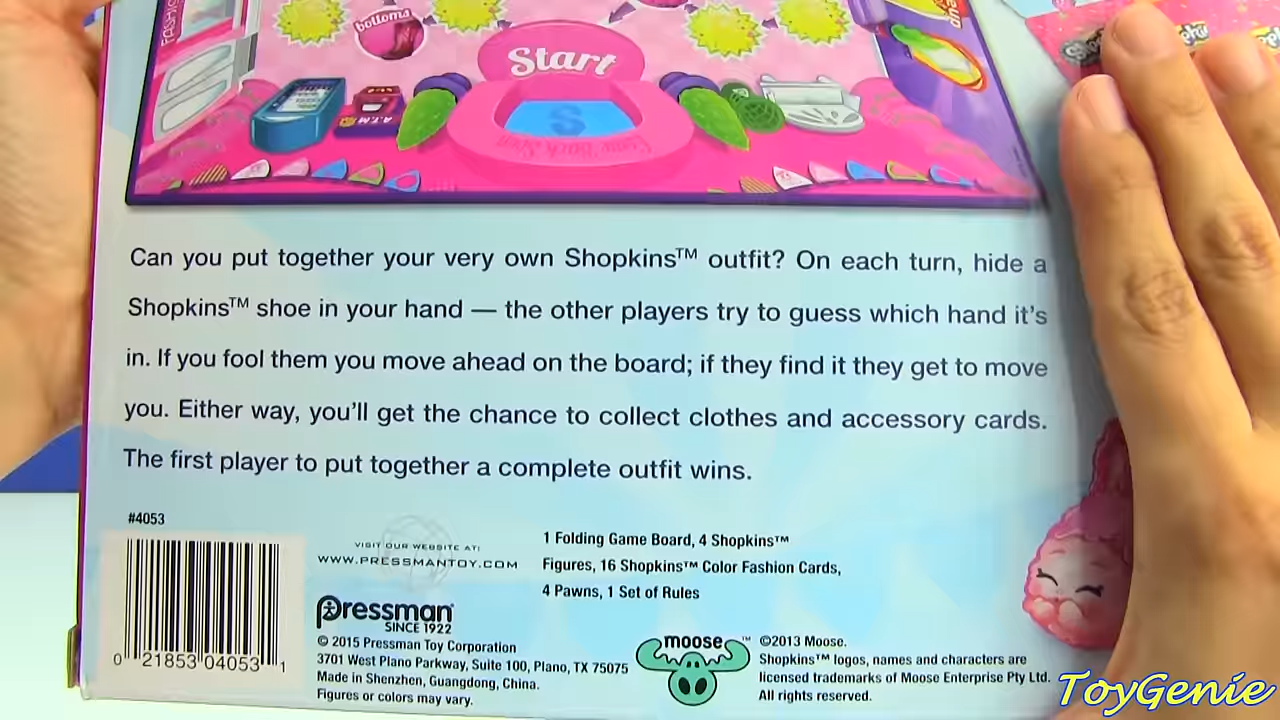 FASHIO
bottoms
Start
S
A.T.M
Can you put together your very own Shopkins™ outfit? On each turn, hide a
Shopkins™ shoe in your hand — the other players try to guess which hand it's
in. If you fool them you move ahead on the board; if they find it they get to move
you. Either way, you'll get the chance to collect clothes and accessory cards.
The first player to put together a complete outfit wins.
#4053
0 21853 04053 1
VISIT OUR WEBSITE AT:
WWW.PRESSMANTOY.COM
Pressman
SINCE 1922
© 2015 Pressman Toy Corporation
3701 West Plano Parkway, Suite 100, Plano, TX 75075
Made in Shenzhen, Guangdong, China.
Figures or colors may vary.
1 Folding Game Board, 4 Shopkins™
Figures, 16 Shopkins™ Color Fashion Cards,
4 Pawns, 1 Set of Rules
moose™
©2013 Moose.
Shopkins™ logos, names and characters are
licensed trademarks of Moose Enterprise Pty Ltd.
All rights reserved.
ToyGenie